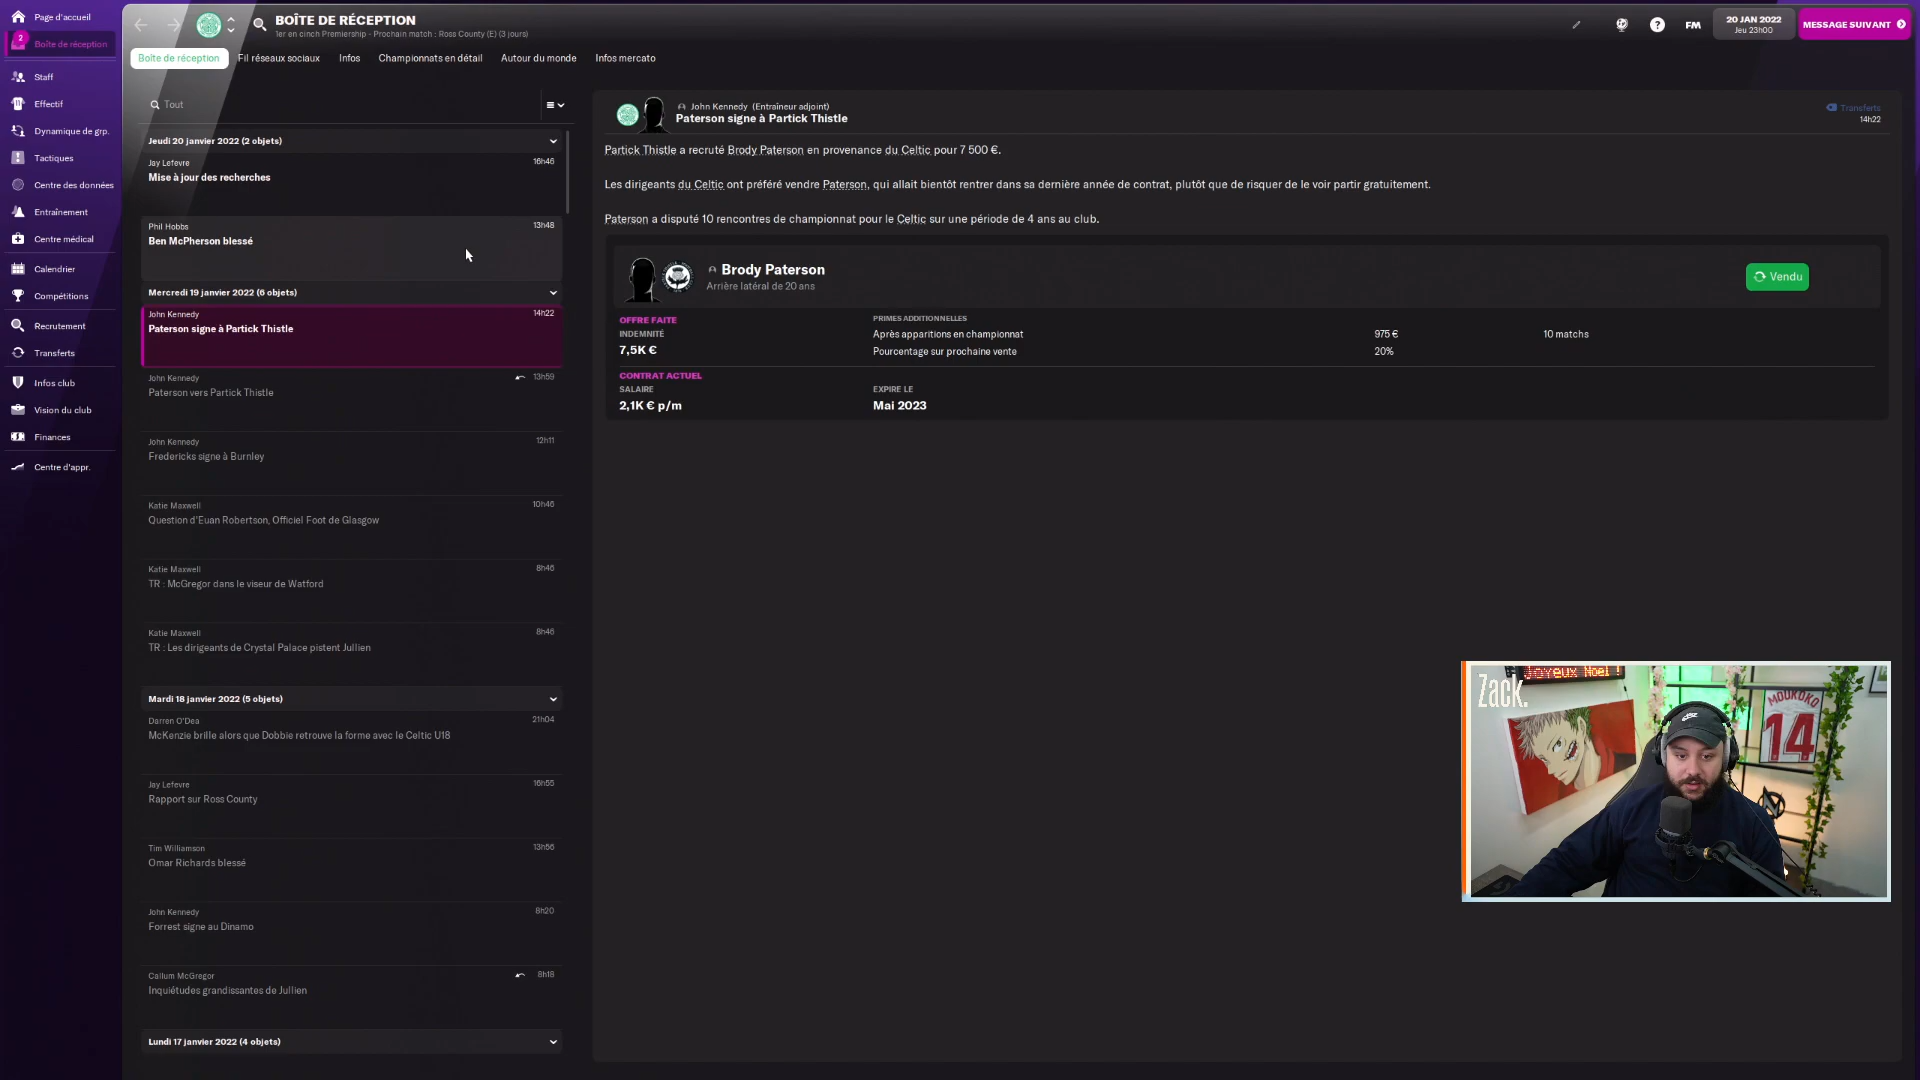 Page d'accueil
2
Boîte de réception
Staff
Effectif
Dynamique de grp.
Tactiques
Centre des données
Entraînement
Centre médical
Calendrier
Compétitions
Recrutement
Transferts
Infos club
Vision du club
Finances
Centre d'appr.
BOÎTE DE RÉCEPTION
1er en cinch Premiership - Prochain match : Ross County (E) (3 jours)
?
FM
20 JAN 2022
Jeu 23h00
MESSAGE SUIVANT
Boîte de réception
Fil réseaux sociaux
Infos
Championnats en détail
Autour du monde
Infos mercato
Tout
Jeudi 20 janvier 2022 (2 objets)
Jay Lefevre 16h46
Mise à jour des recherches
Phil Hobbs 13h48
Ben McPherson blessé
Mercredi 19 janvier 2022 (6 objets)
John Kennedy 14h22
Paterson signe à Partick Thistle
John Kennedy 13h59
Paterson vers Partick Thistle
John Kennedy 12h11
Fredericks signe à Burnley
Katie Maxwell 10h46
Question d'Euan Robertson, Officiel Foot de Glasgow
Katie Maxwell 8h46
TR : McGregor dans le viseur de Watford
Katie Maxwell 8h46
TR : Les dirigeants de Crystal Palace pistent Jullien
Mardi 18 janvier 2022 (5 objets)
Darren O'Dea 21h04
McKenzie brille alors que Dobbie retrouve la forme avec le Celtic U18
Jay Lefevre 16h55
Rapport sur Ross County
Tim Williamson 13h56
Omar Richards blessé
John Kennedy 8h20
Forrest signe au Dinamo
Callum McGregor 8h18
Inquiétudes grandissantes de Jullien
Lundi 17 janvier 2022 (4 objets)
John Kennedy (Entraîneur adjoint)
Paterson signe à Partick Thistle
Transferts
14h22
Partick Thistle a recruté Brody Paterson en provenance du Celtic pour 7 500 €.
Les dirigeants du Celtic ont préféré vendre Paterson, qui allait bientôt rentrer dans sa dernière année de contrat, plutôt que de risquer de le voir partir gratuitement.
Paterson a disputé 10 rencontres de championnat pour le Celtic sur une période de 4 ans au club.
Brody Paterson
Arrière latéral de 20 ans
Vendu
OFFRE FAITE
INDEMNITÉ
7,5K €
PRIMES ADDITIONNELLES
Après apparitions en championnat 975 € 10 matchs
Pourcentage sur prochaine vente 20%
CONTRAT ACTUEL
SALAIRE
2,1K € p/m
EXPIRE LE
Mai 2023
Joyeux Noël !
Zack.
MOUKOKO
14